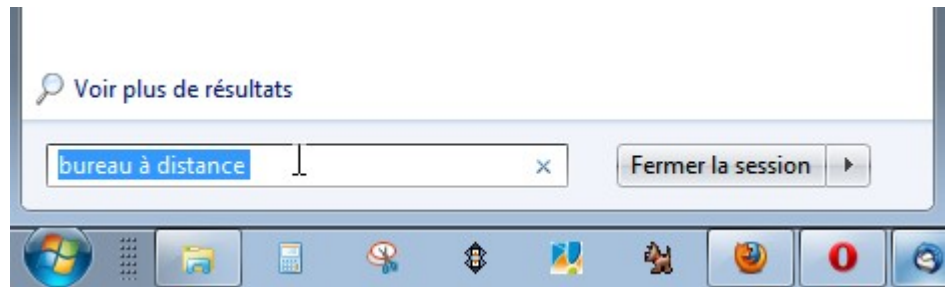 Voir plus de résultats
bureau à distance
Fermer la session